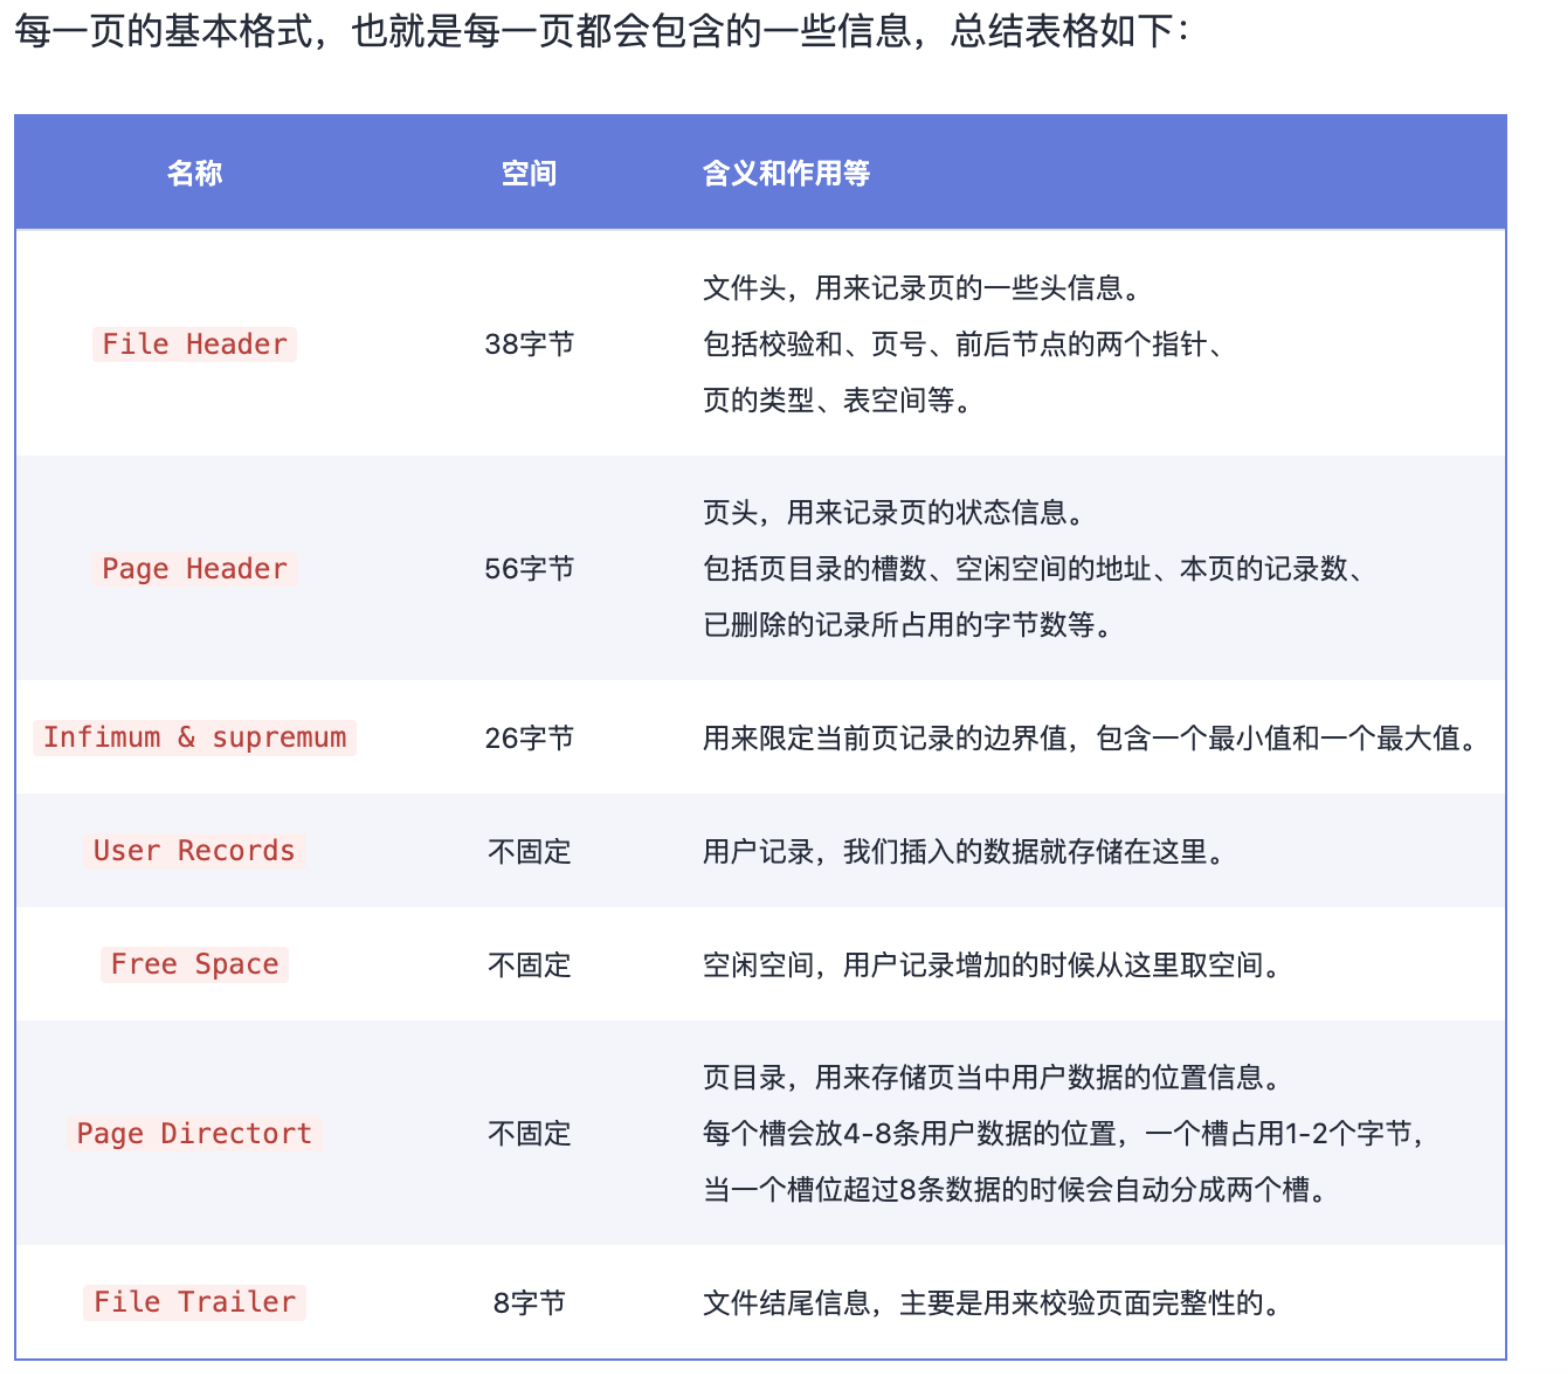 每一页的基本格式，也就是每一页都会包含的一些信息，总结表格如下：
名称 空间 含义和作用等
File Header 38字节 文件头，用来记录页的一些头信息。
包括校验和、页号、前后节点的两个指针、
页的类型、表空间等。
Page Header 56字节 页头，用来记录页的状态信息。
包括页目录的槽数、空闲空间的地址、本页的记录数、
已删除的记录所占用的字节数等。
Infimum & supremum 26字节 用来限定当前页记录的边界值，包含一个最小值和一个最大值。
User Records 不固定 用户记录，我们插入的数据就存储在这里。
Free Space 不固定 空闲空间，用户记录增加的时候从这里取空间。
Page Directort 不固定 页目录，用来存储页当中用户数据的位置信息。
每个槽会放4-8条用户数据的位置，一个槽占用1-2个字节，
当一个槽位超过8条数据的时候会自动分成两个槽。
File Trailer 8字节 文件结尾信息，主要是用来校验页面完整性的。